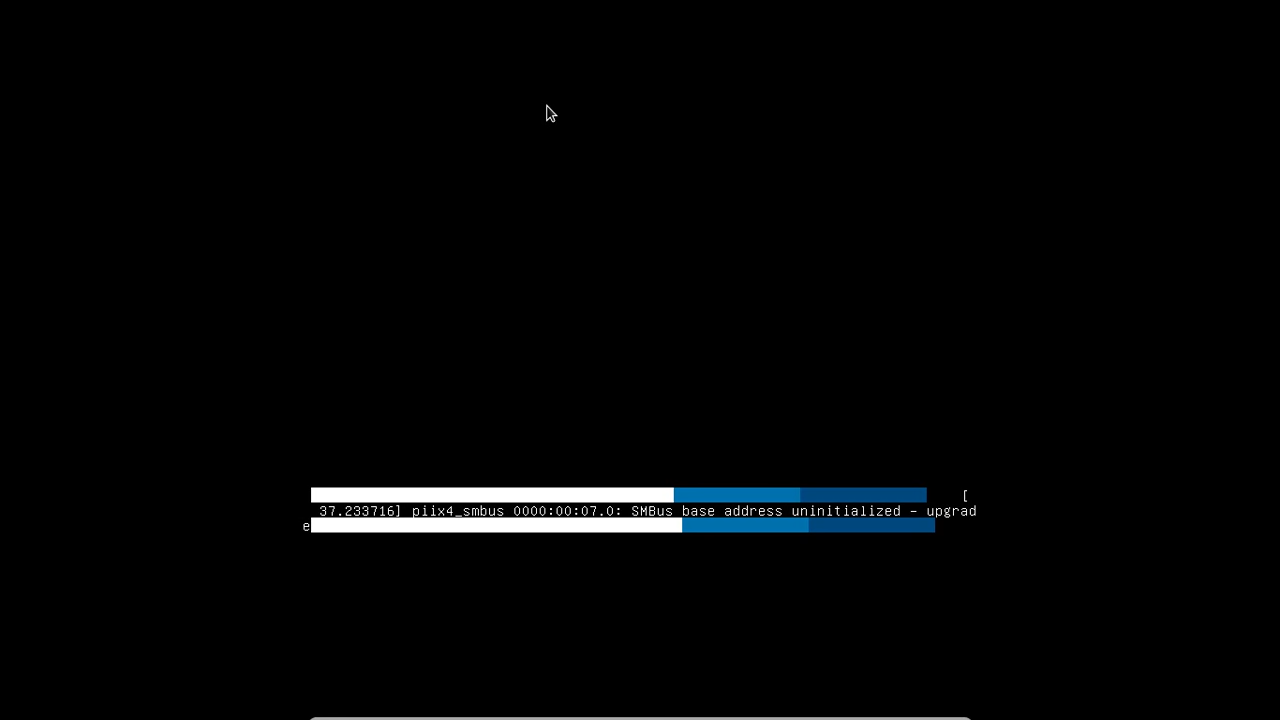 [
37.233716] piix4_smbus 0000:00:07.0: SMBus base address uninitialized - upgrad
e